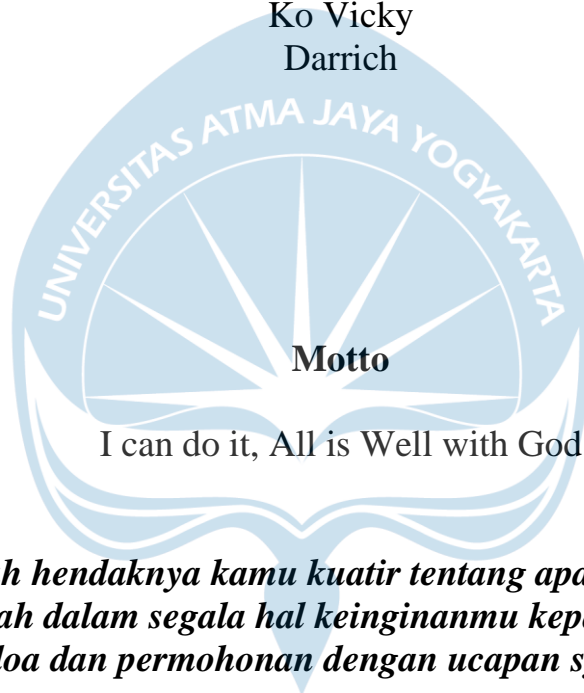 Ko Vicky
Darrich
UNIVERSITAS ATMA JAYA YOGYAKARTA
Motto
I can do it, All is Well with God
hendaknya kamu kuatir tentang apa
dalam segala hal keinginanmu
doa dan permohonan dengan ucapan